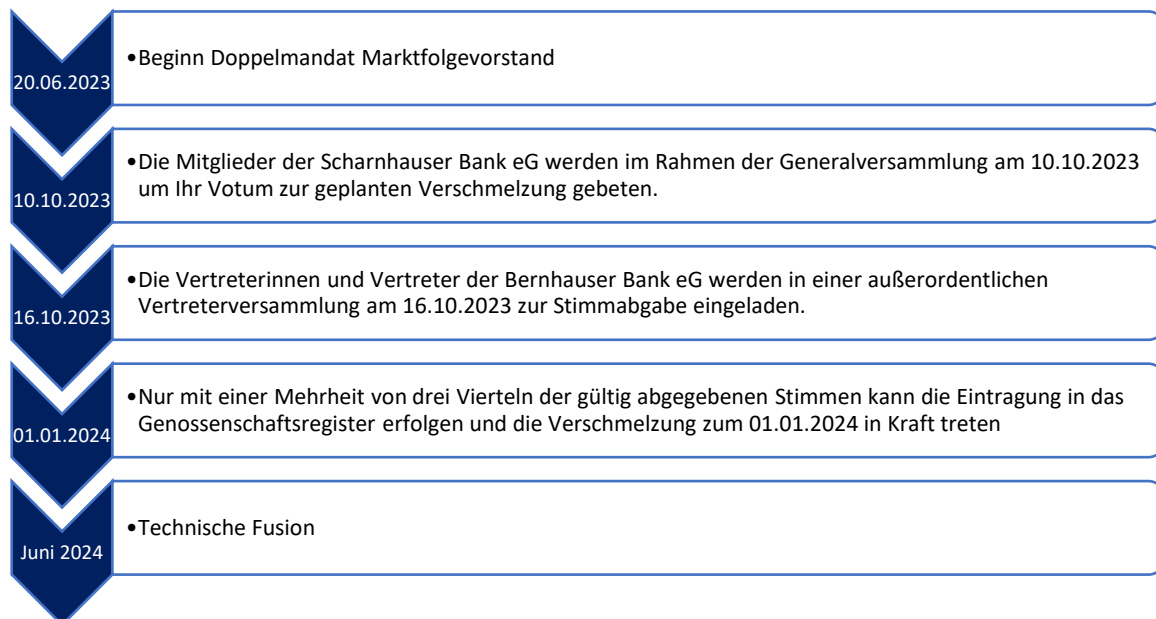 20.06.2023
•Beginn Doppelmandat Marktfolgevorstand
10.10.2023
•Die Mitglieder der Scharnhauser Bank eG werden im Rahmen der Generalversammlung am 10.10.2023
um Ihr Votum zur geplanten Verschmelzung gebeten.
16.10.2023
•Die Vertreterinnen und Vertreter der Bernhauser Bank eG werden in einer außerordentlichen
Vertreterversammlung am 16.10.2023 zur Stimmabgabe eingeladen.
01.01.2024
•Nur mit einer Mehrheit von drei Vierteln der gültig abgegebenen Stimmen kann die Eintragung in das
Genossenschaftsregister erfolgen und die Verschmelzung zum 01.01.2024 in Kraft treten
Juni 2024
•Technische Fusion